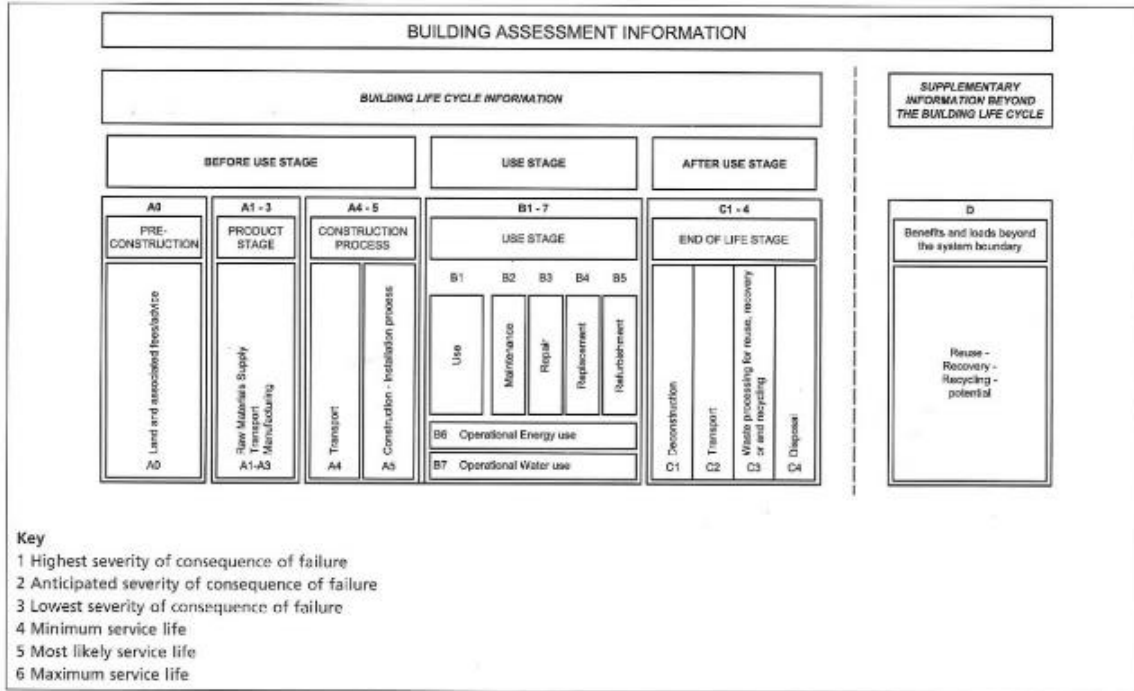 BUILDING ASSESSMENT INFORMATION
BUILDING LIFE CYCLE INFORMATION
SUPPLEMENTARY
INFORMATION BEYOND
THE BUILDING LIFE CYCLE
BEFORE USE STAGE
USE STAGE
AFTER USE STAGE
A0
PRE-
CONSTRUCTION
Land and associated fees/advice
A0
A1 - 3
PRODUCT
STAGE
Raw Materials Supply
Transport
Manufacturing
A1-A3
A4 - 5
CONSTRUCTION
PROCESS
Transport
A4
Construction - Installation process
A5
B1 - 7
USE STAGE
B1
Use
B2
Maintenance
B3
Repair
B4
Replacement
B5
Refurbishment
B6 Operational Energy use
B7 Operational Water use
C1 - 4
END OF LIFE STAGE
Deconstruction
C1
Transport
C2
Waste processing for reuse, recovery
or and recycling
C3
Disposal
C4
D
Benefits and loads beyond
the system boundary
Reuse -
Recovery -
Recycling -
potential
Key
1 Highest severity of consequence of failure
2 Anticipated severity of consequence of failure
3 Lowest severity of consequence of failure
4 Minimum service life
5 Most likely service life
6 Maximum service life